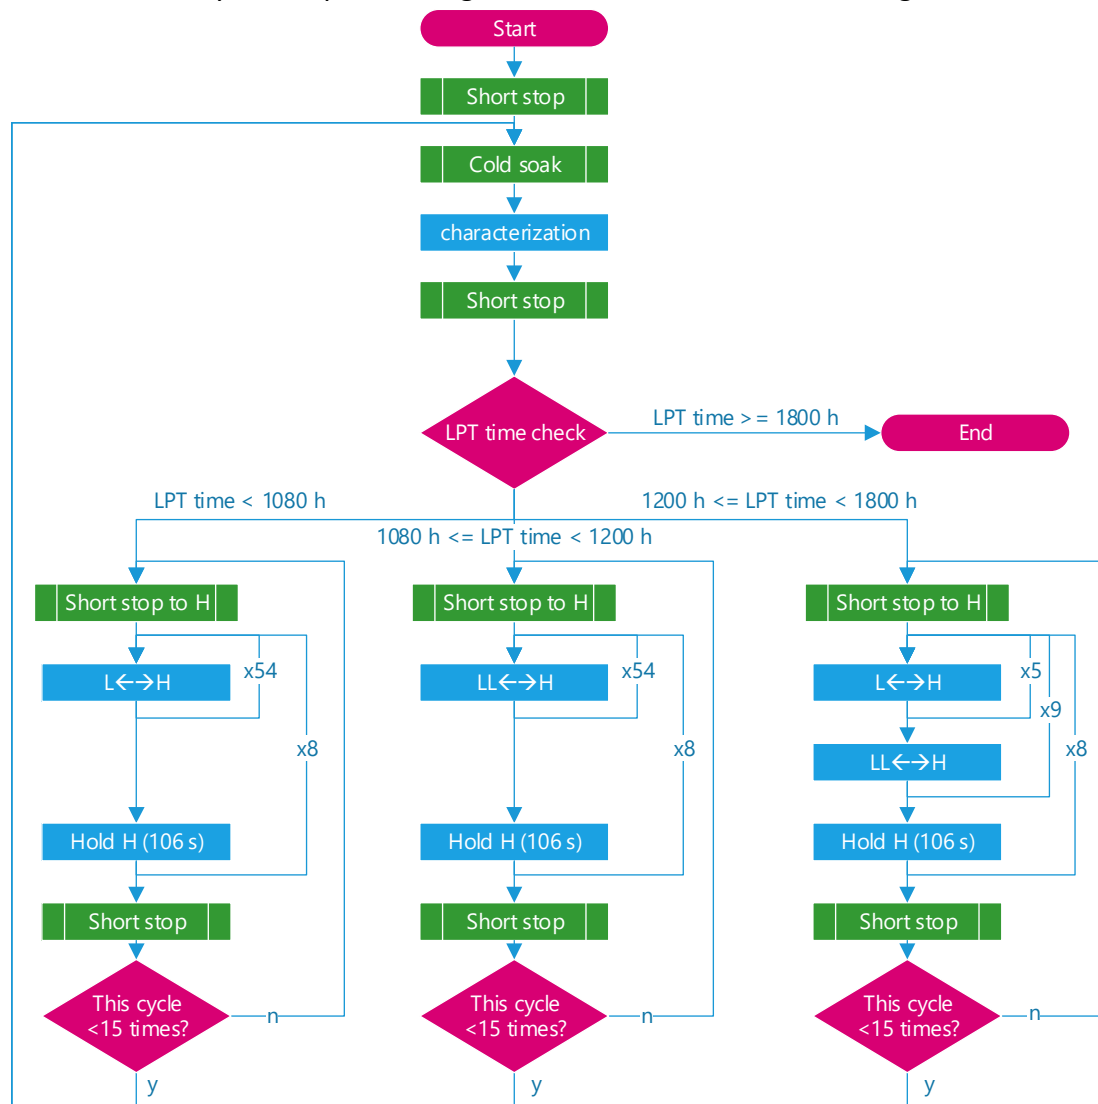 Start
Short stop
Cold soak
characterization
Short stop
LPT time check
LPT time >= 1800 h
End
LPT time < 1080 h
1080 h <= LPT time < 1200 h
1200 h <= LPT time < 1800 h
Short stop to H
L←→H
x54
x8
Hold H (106 s)
Short stop
This cycle
<15 times?
n
y
Short stop to H
LL←→H
x54
x8
Hold H (106 s)
Short stop
This cycle
<15 times?
n
y
Short stop to H
L←→H
x5
x9
LL←→H
x8
Hold H (106 s)
Short stop
This cycle
<15 times?
n
y